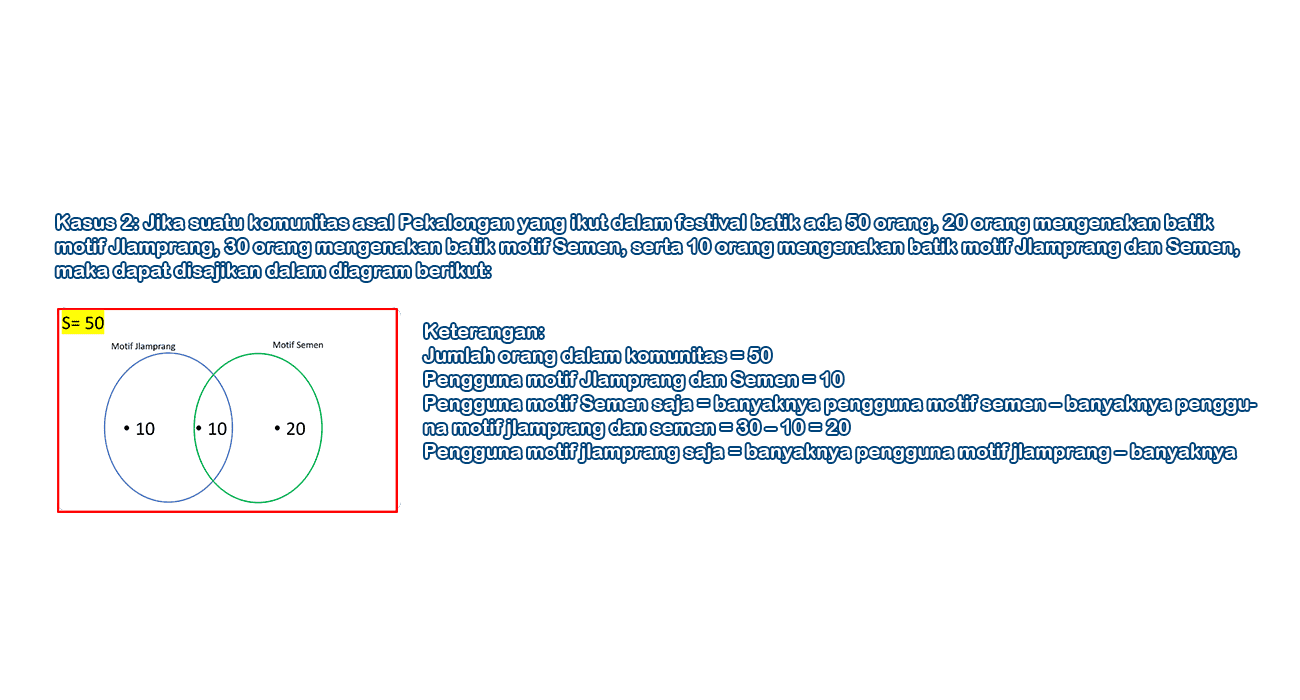 Kasus 2: Jika suatu komunitas asal Pekalongan yang ikut dalam festival batik ada 50 orang, 20 orang mengenakan batik
motif Jlamprang, 30 orang mengenakan batik motif Semen, serta 10 orang mengenakan batik motif Jlamprang dan Semen,
maka dapat disajikan dalam diagram berikut:
S= 50
Motif Jlamprang
Motif Semen
• 10
• 10
• 20
Keterangan:
Jumlah orang dalam komunitas = 50
Pengguna motif Jlamprang dan Semen = 10
Pengguna motif Semen saja = banyaknya pengguna motif semen – banyaknya penggu-
na motif jlamprang dan semen = 30 – 10 = 20
Pengguna motif jlamprang saja = banyaknya pengguna motif jlamprang – banyaknya